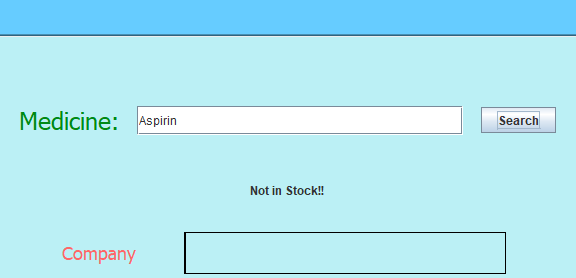 Medicine: Aspirin Search
Not in Stock!!
Company